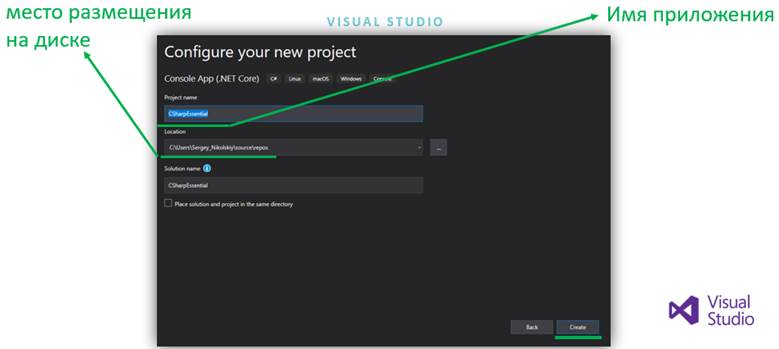 место размещения
на диске
VISUAL STUDIO
Имя приложения
Configure your new project
Console App (.NET Core) C# Linux macOS Windows Console
Project name
CSharpEssential
Location
C:\Users\Sergey_Nikolskiy\source\repos
...
Solution name
CSharpEssential
Place solution and project in the same directory
Back Create
Visual
Studio